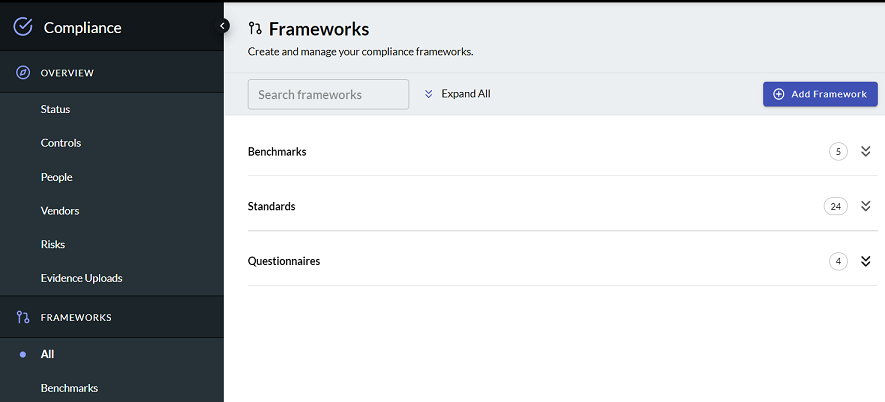 Compliance
OVERVIEW
Status
Controls
People
Vendors
Risks
Evidence Uploads
FRAMEWORKS
All
Benchmarks
Frameworks
Create and manage your compliance frameworks.
Search frameworks
Expand All
Add Framework
Benchmarks 5
Standards 24
Questionnaires 4